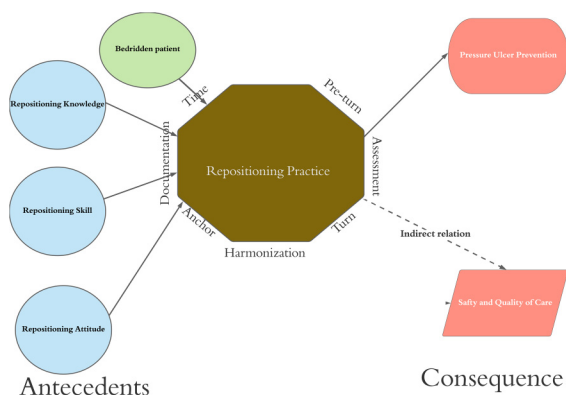 Bedridden patient
Pressure Ulcer Prevention
Time
Pre-turn
Repositioning Knowledge
Documentation
Assessment
Repositioning Practice
Repositioning Skill
Anchor
Turn
Harmonization
Indirect relation
Safty and Quality of Care
Repositioning Attitude
Antecedents
Consequence